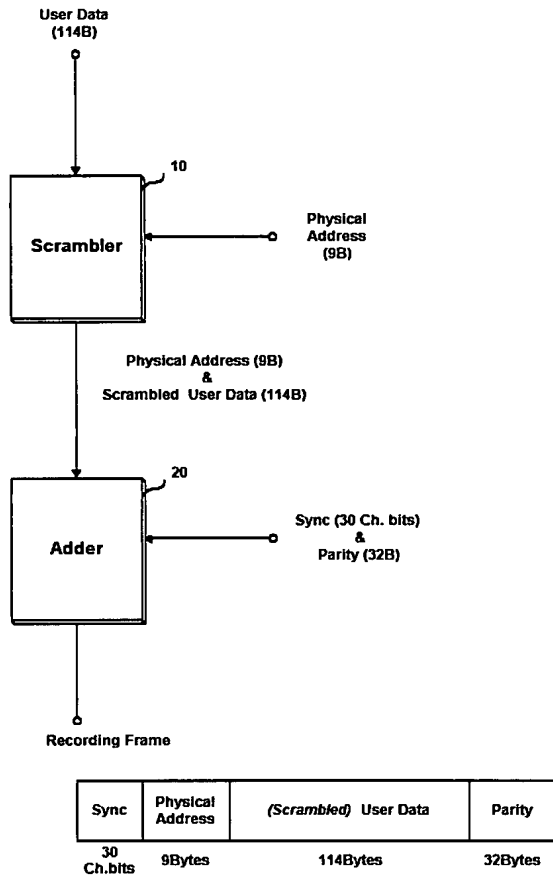 User Data
(114B)
10
Scrambler
Physical
Address
(9B)
Physical Address (9B)
&
Scrambled User Data (114B)
20
Adder
Sync (30 Ch. bits)
&
Parity (32B)
Recording Frame
Sync
Physical
Address
(Scrambled) User Data
Parity
30
Ch.bits
9Bytes
114Bytes
32Bytes